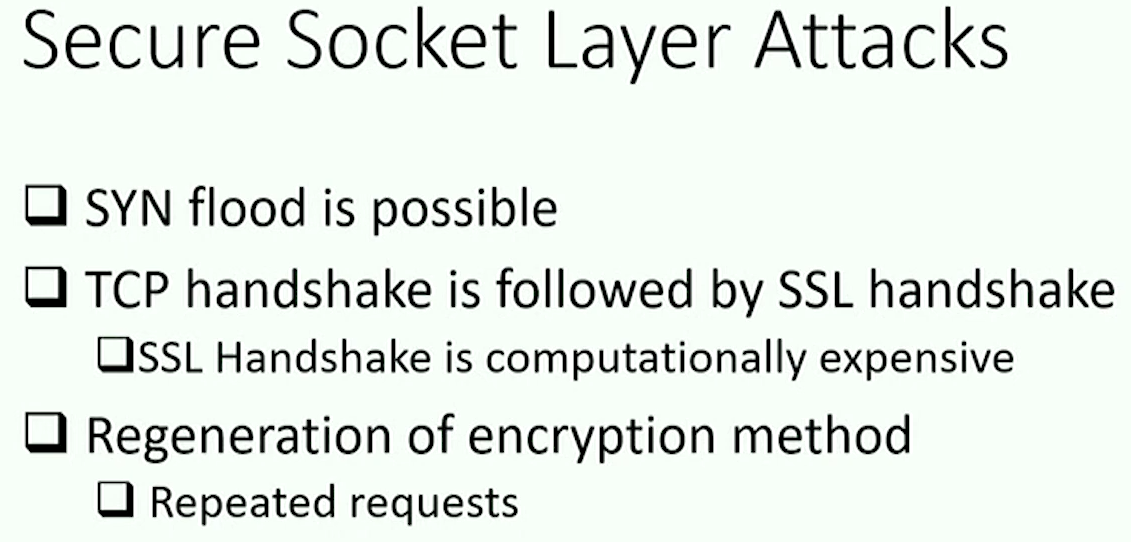 Secure Socket Layer Attacks
SYN flood is possible
TCP handshake is followed by SSL handshake
SSL Handshake is computationally expensive
Regeneration of encryption method
Repeated requests